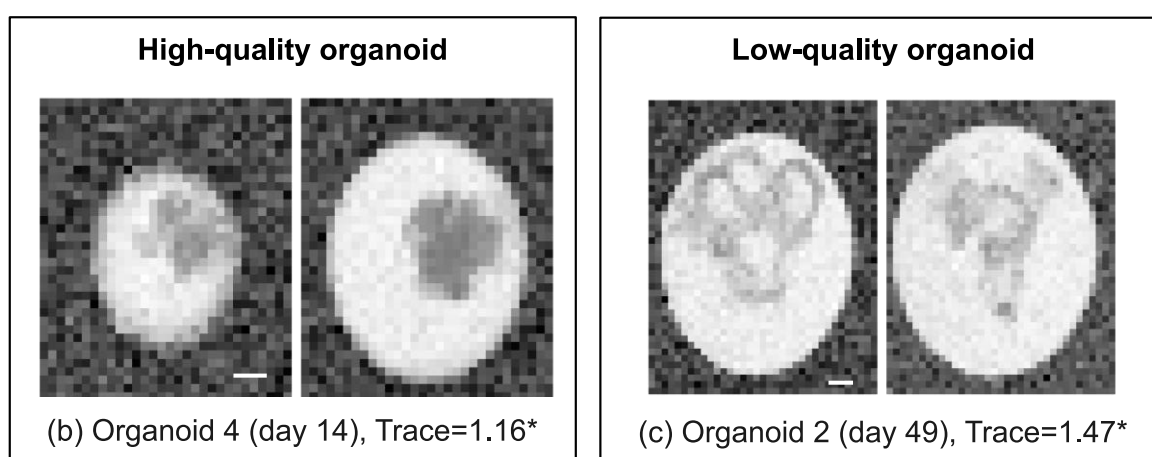 High-quality organoid
(b) Organoid 4 (day 14), Trace=1.16*
Low-quality organoid
(c) Organoid 2 (day 49), Trace=1.47*